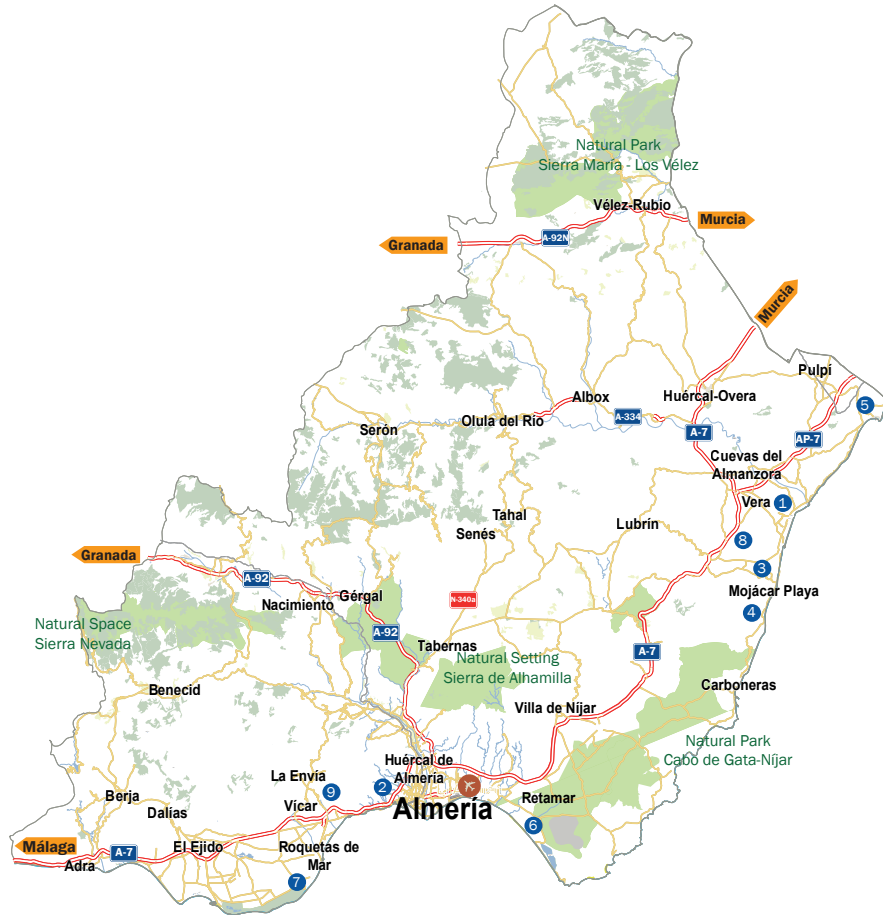 Natural Park
Sierra María - Los Vélez
Vélez-Rubio
Murcia
Granada
A-92N
Murcia
Pulpí
Albox
Huércal-Overa
5
Olula del Río
A-334
Serón
A-7
AP-7
Cuevas del
Almanzora
Vera
1
Tahal
Lubrín
Senés
8
Granada
3
A-92
Mojácar Playa
Gérgal
N-340a
Nacimiento
4
Natural Space
Sierra Nevada
A-92
Tabernas
A-7
Natural Setting
Sierra de Alhamilla
Carboneras
Benecid
Villa de Níjar
Natural Park
Cabo de Gata-Níjar
Huércal de
Almería
La Envía
9
2
Berja
Retamar
Vícar
Almería
Dalías
6
Málaga
A-7
El Ejido
Roquetas de
Mar
Adra
7